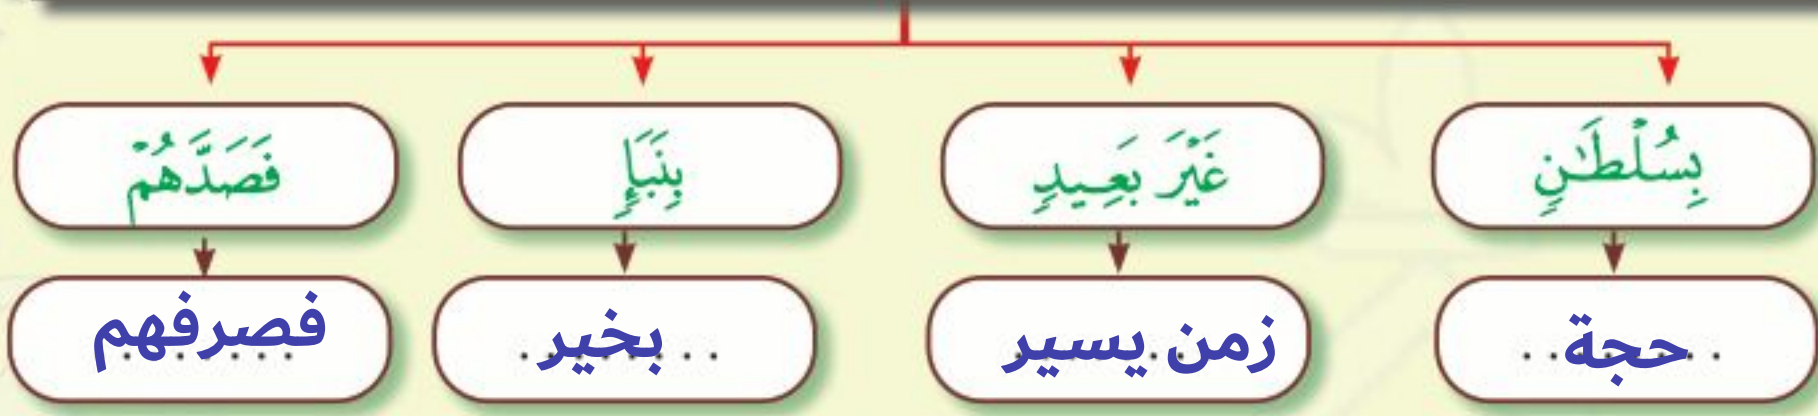 بِسُلْطَـٰنٍ غَيْرَ بَعِيدٍ بِنَبَإٍ فَصَدَّهُمْ
حجة زمن يسير بخير فصرفهم